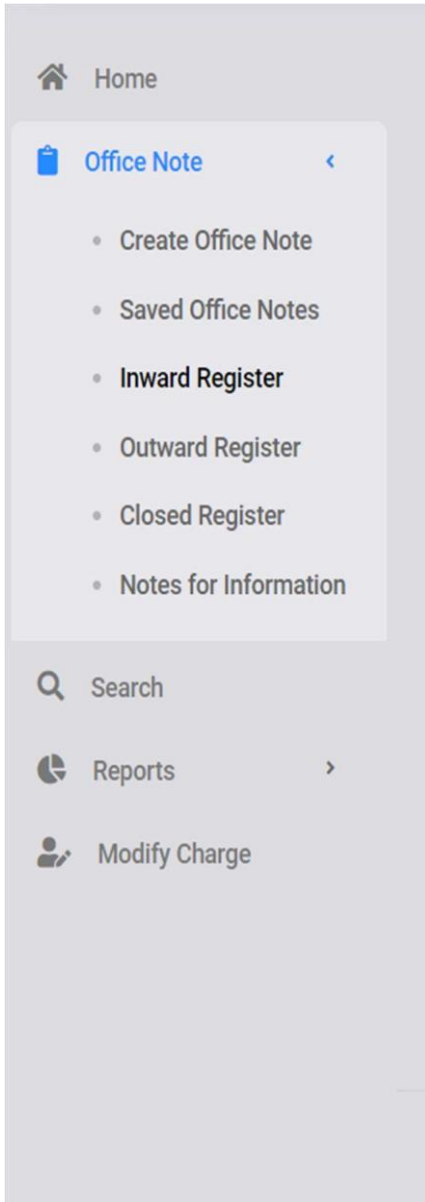 Home
Office Note
Create Office Note
Saved Office Notes
Inward Register
Outward Register
Closed Register
Notes for Information
Search
Reports
Modify Charge